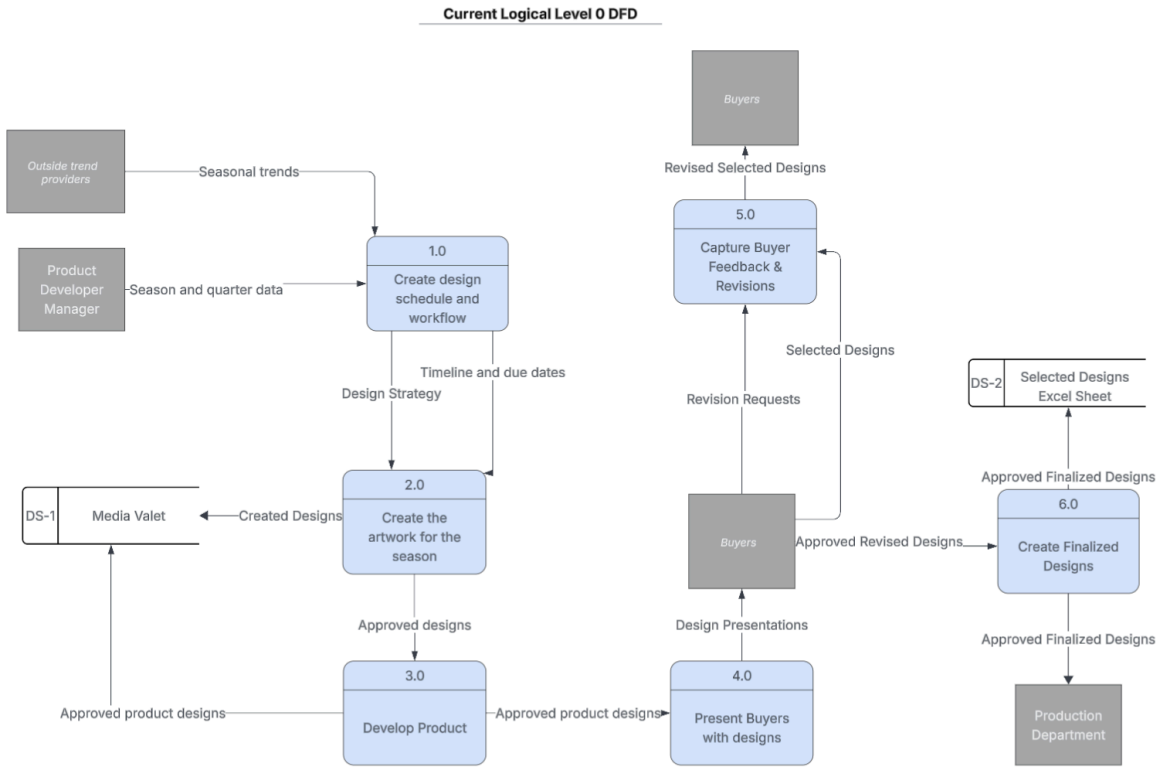 Current Logical Level 0 DFD
Buyers
Outside trend
providers
Seasonal trends
Revised Selected Designs
5.0
Capture Buyer
Feedback &
Revisions
1.0
Create design
schedule and
workflow
Product
Developer
Manager
Season and quarter data
Selected Designs
Timeline and due dates
Design Strategy
Revision Requests
DS-2
Selected Designs
Excel Sheet
Approved Finalized Designs
2.0
Create the
artwork for the
season
DS-1
Media Valet
Created Designs
Buyers
Approved Revised Designs
6.0
Create Finalized
Designs
Approved designs
Design Presentations
Approved Finalized Designs
3.0
Develop Product
Approved product designs
Approved product designs
4.0
Present Buyers
with designs
Production
Department